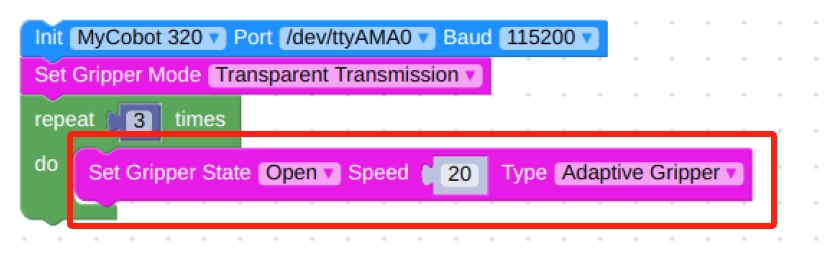 Init MyCobot 320 Port /dev/ttyAMA0 Baud 115200
Set Gripper Mode Transparent Transmission
repeat 3 times
do Set Gripper State Open Speed 20 Type Adaptive Gripper